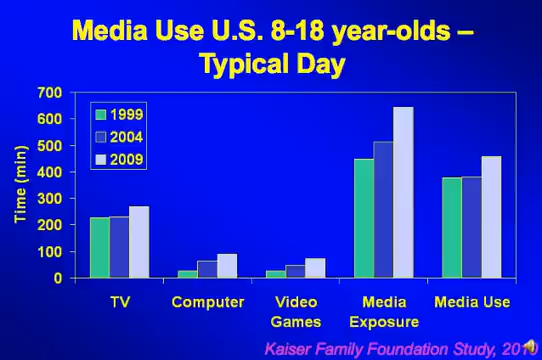 Media Use U.S. 8-18 year-olds –
Typical Day
700
600
500
400
300
200
100
0
Time (min)
1999
2004
2009
TV
Computer
Video
Games
Media
Exposure
Media Use
Kaiser Family Foundation Study, 2010